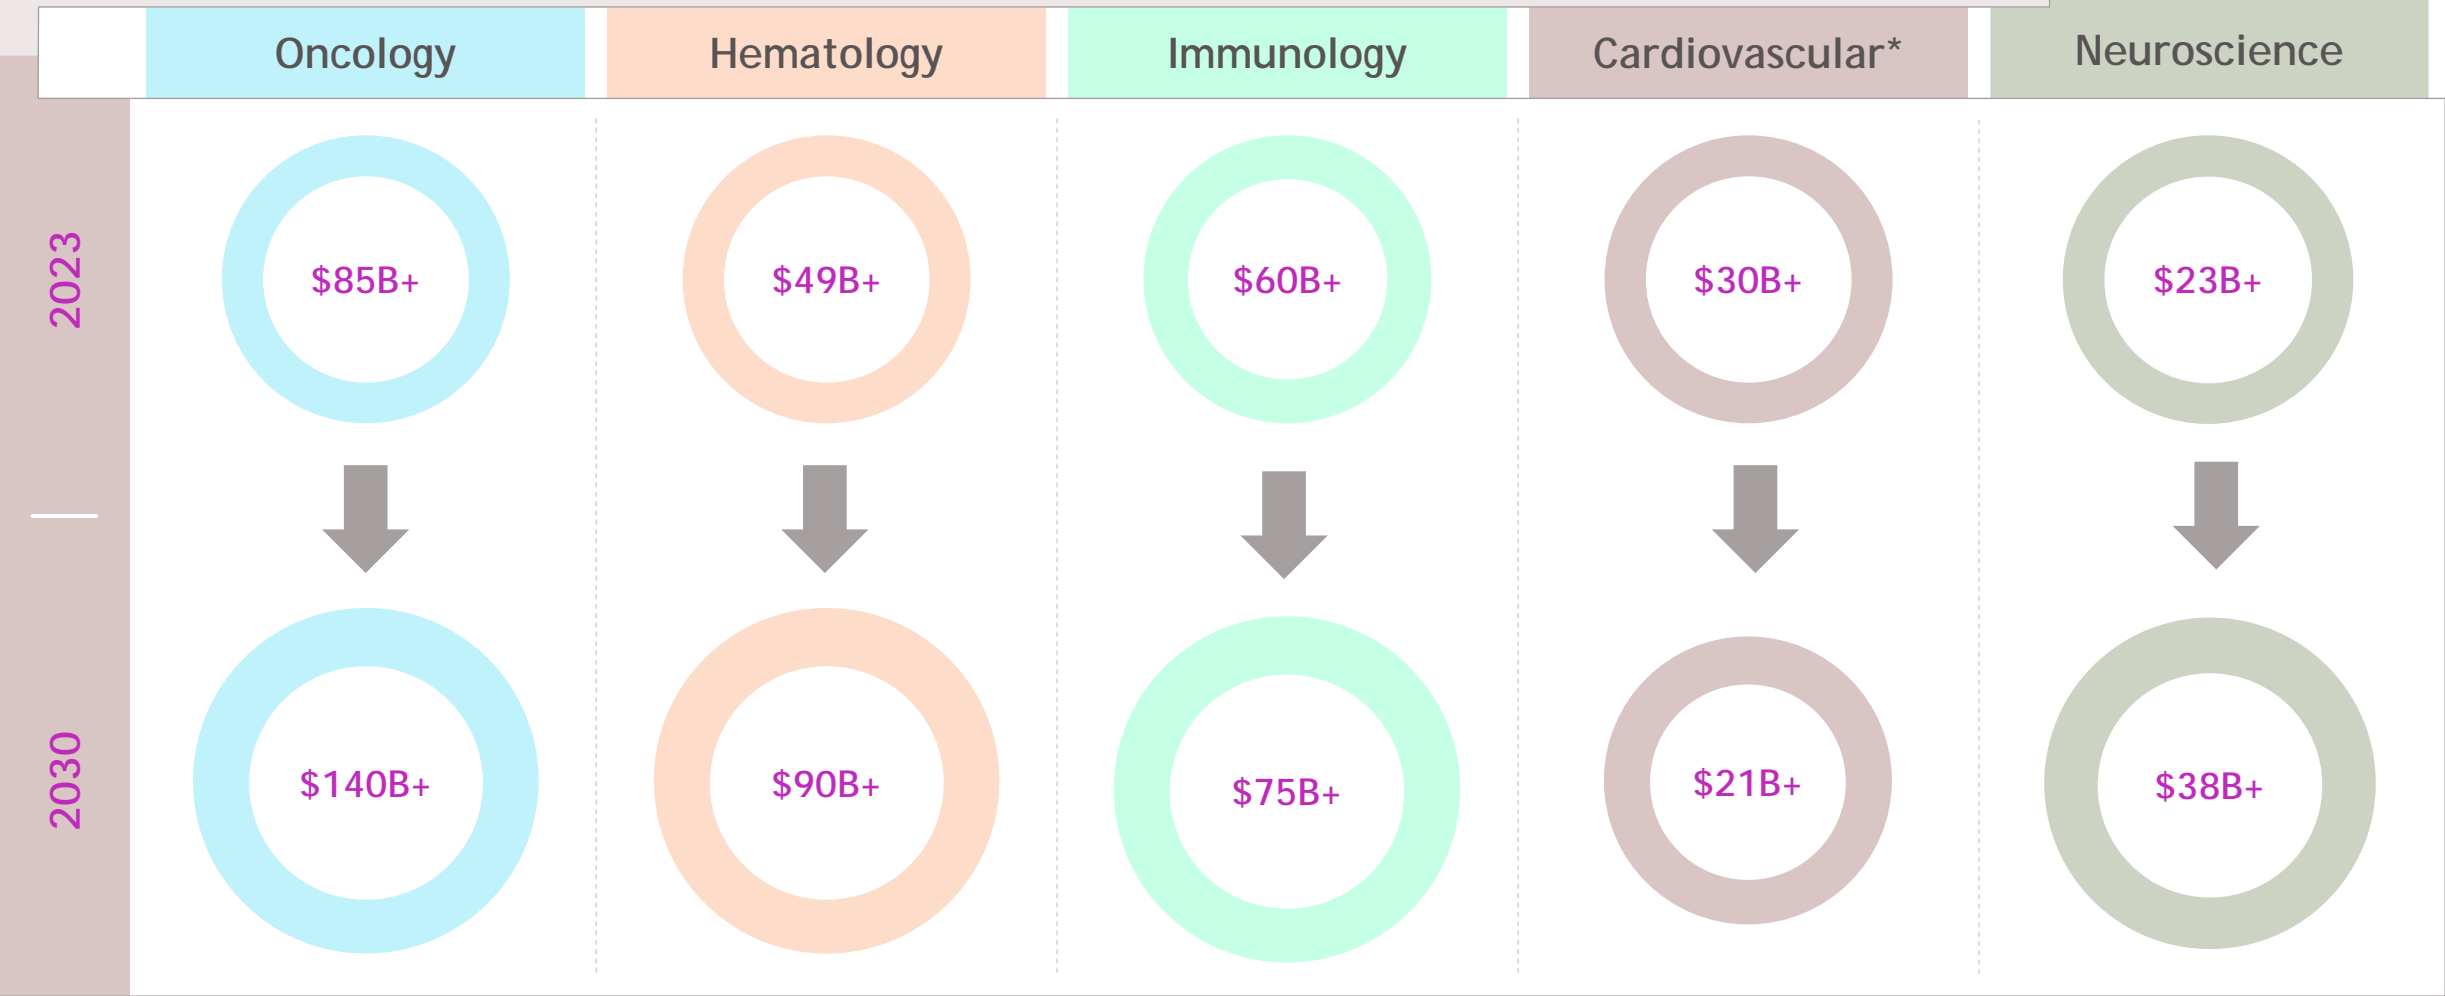 Oncology
Hematology
Immunology
Cardiovascular*
Neuroscience
2023
$85B+
$49B+
$60B+
$30B+
$23B+
2030
$140B+
$90B+
$75B+
$21B+
$38B+